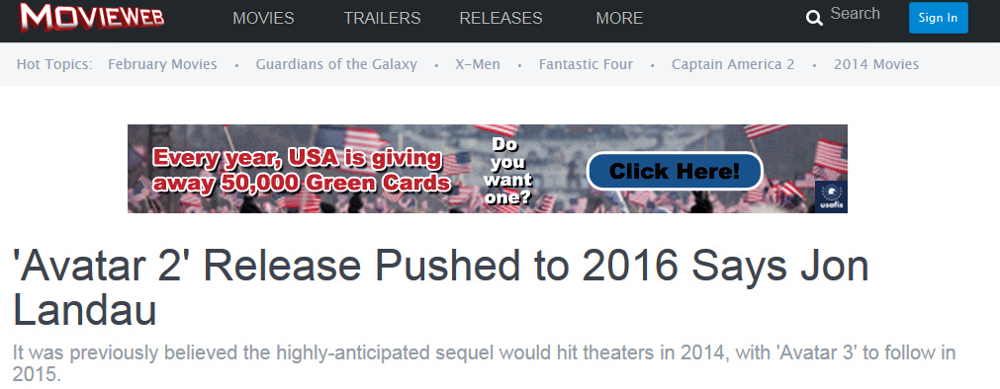 MOVIEWEB MOVIES TRAILERS RELEASES MORE Search Sign In
Hot Topics: February Movies • Guardians of the Galaxy • X-Men • Fantastic Four • Captain America 2 • 2014 Movies
Every year, USA is giving
away 50,000 Green Cards
Do
you
want
one?
Click Here!
usafis
'Avatar 2' Release Pushed to 2016 Says Jon
Landau
It was previously believed the highly-anticipated sequel would hit theaters in 2014, with 'Avatar 3' to follow in
2015.